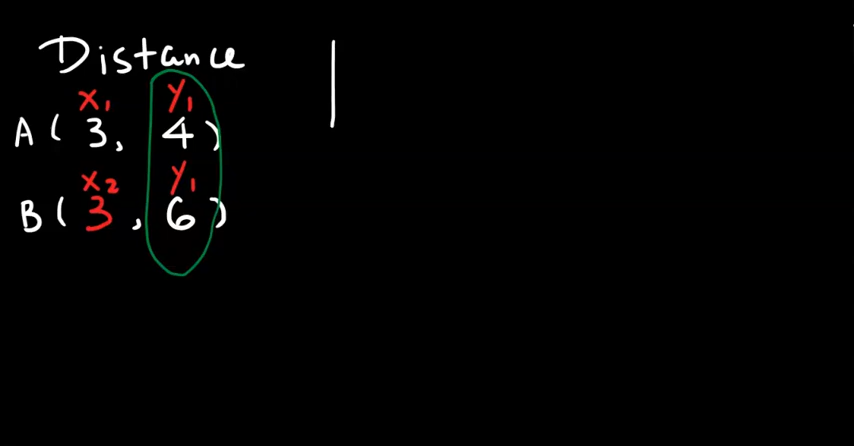 Distance
x₁ y₁
A ( 3, 4 )
x₂ y₁
B ( 3 , 6 )